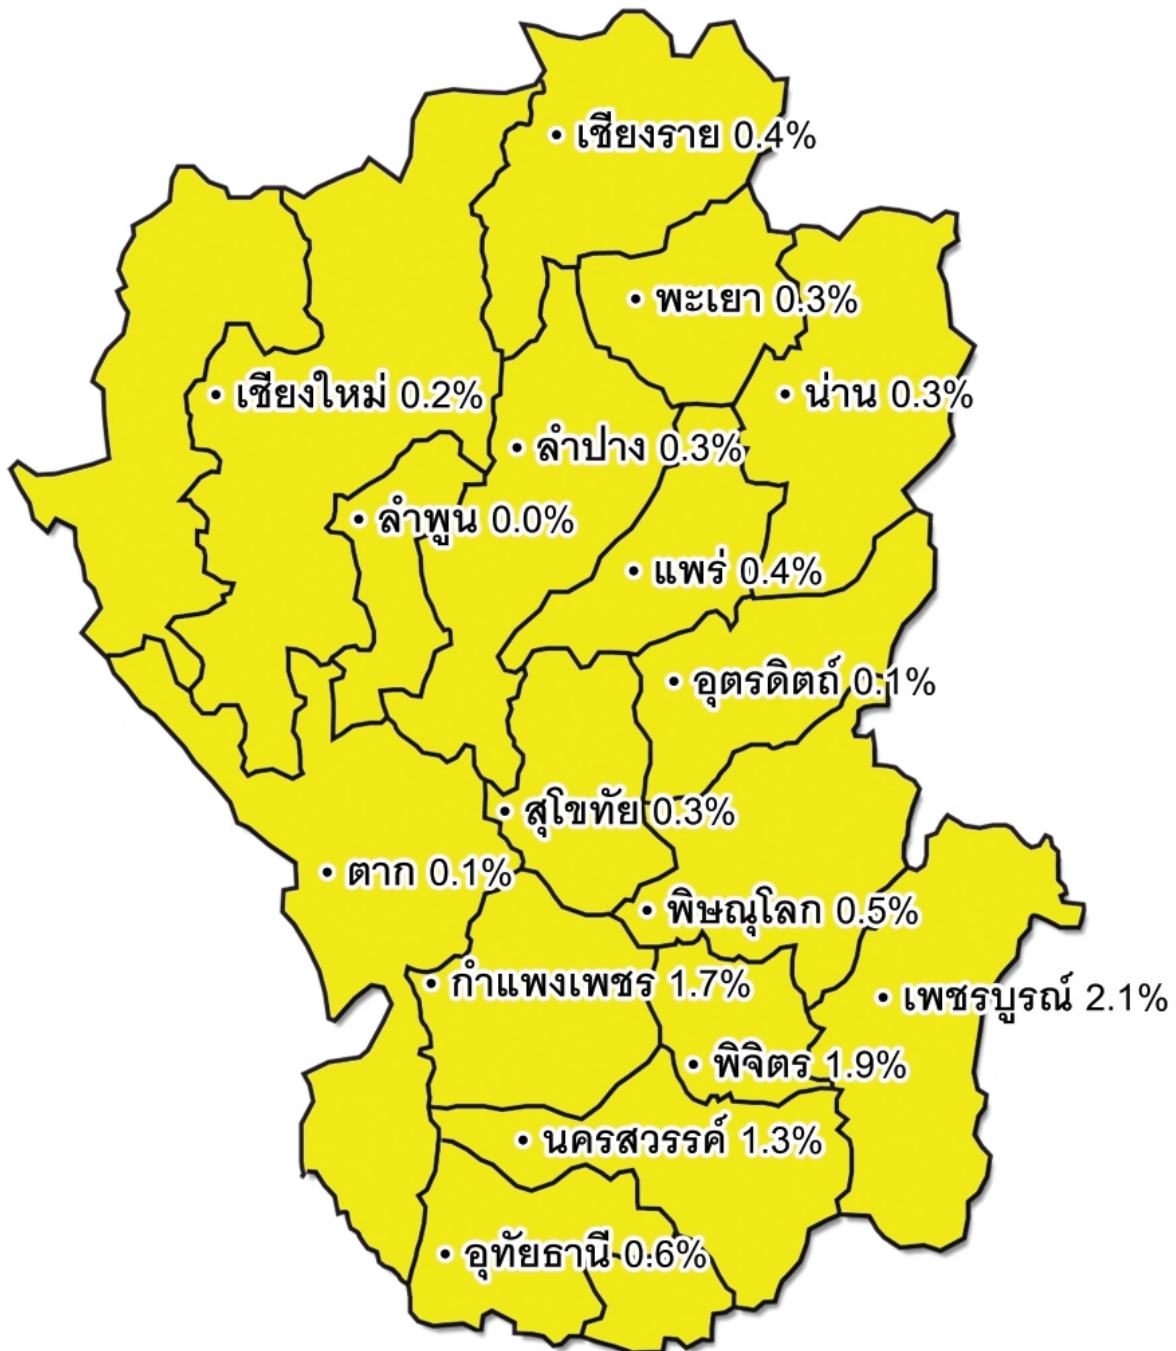 เชียงราย 0.4%
พะเยา 0.3%
เชียงใหม่ 0.2%
น่าน 0.3%
ลำปาง 0.3%
ลำพูน 0.0%
แพร่ 0.4%
อุตรดิตถ์ 0.1%
สุโขทัย 0.3%
ตาก 0.1%
พิษณุโลก 0.5%
กำแพงเพชร 1.7%
เพชรบูรณ์ 2.1%
พิจิตร 1.9%
นครสวรรค์ 1.3%
อุทัยธานี 0.6%